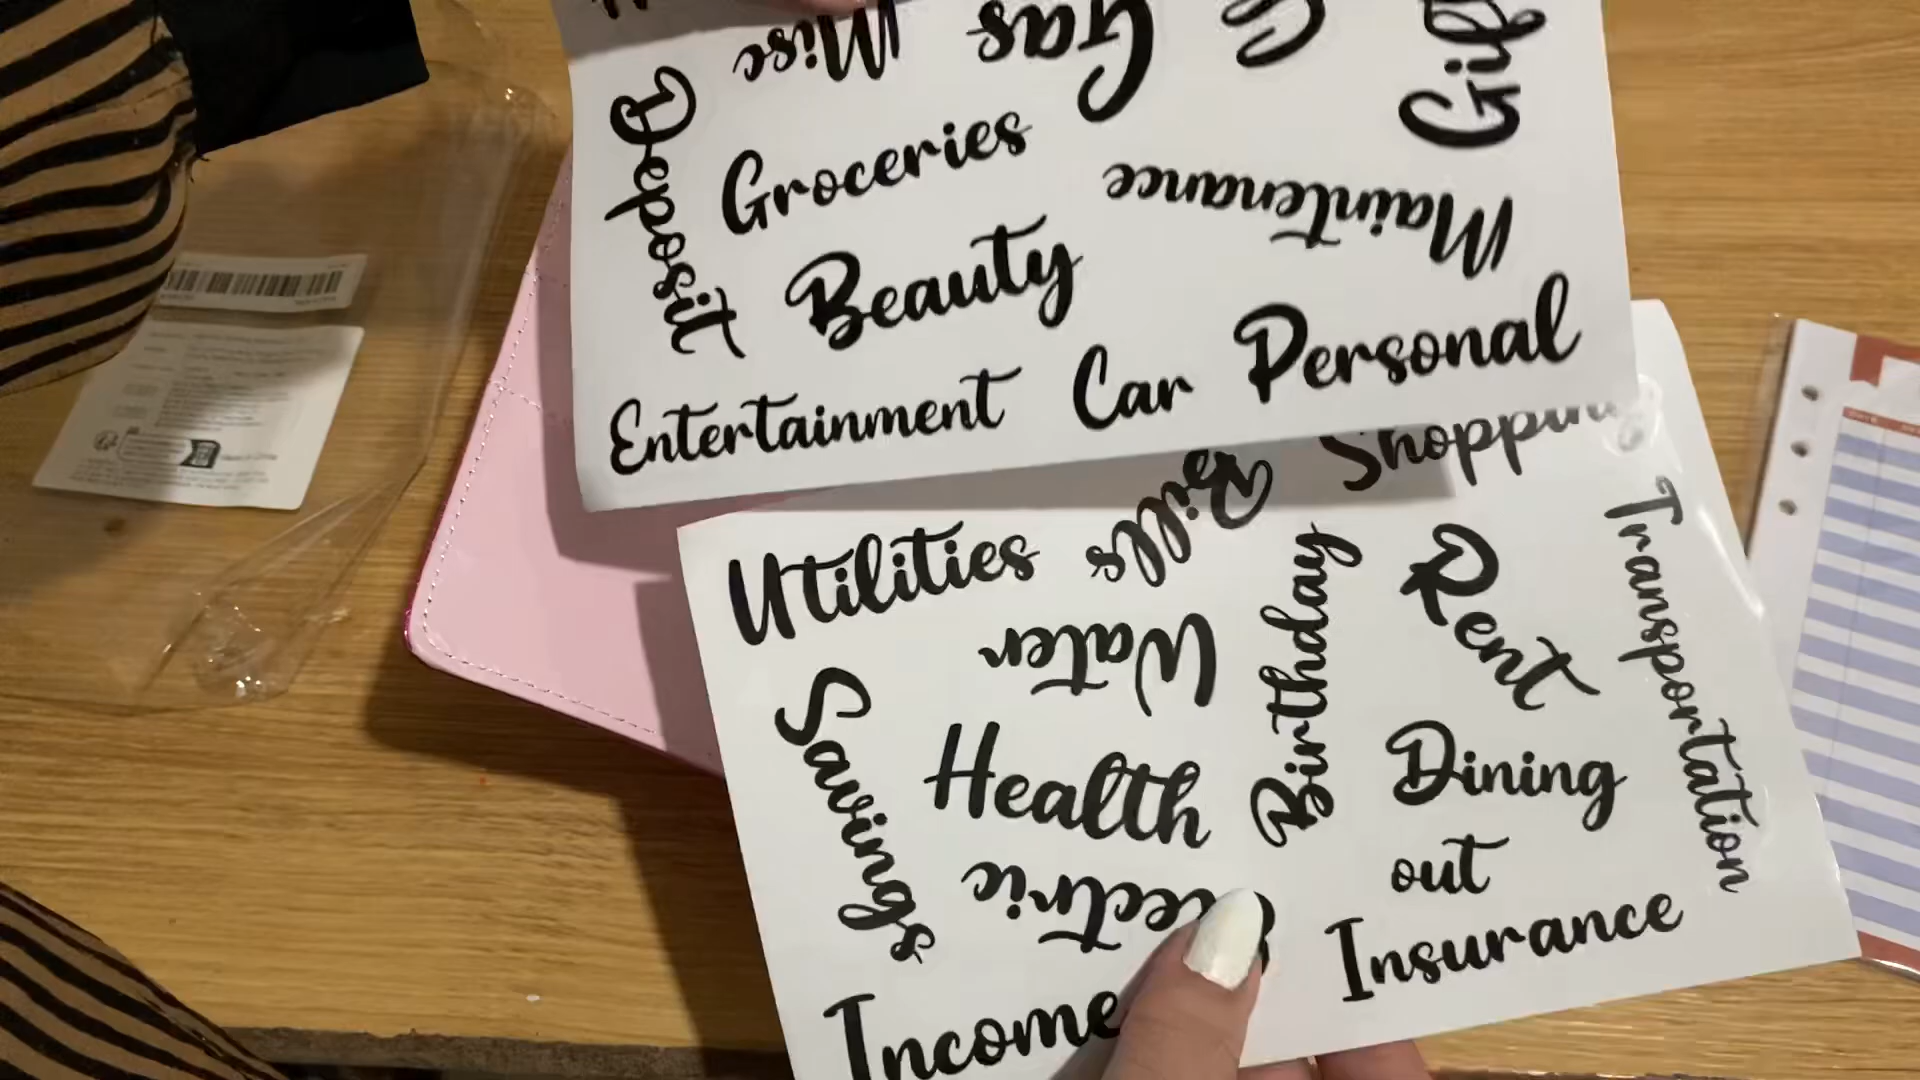 Misc
Gas
Deposit
Groceries
Maintenance
Beauty
Entertainment Car Personal
Shopping
Bills
Utilities
Birthday
Rent
Transportation
Water
Savings
Health
Dining
out
Insurance
Income